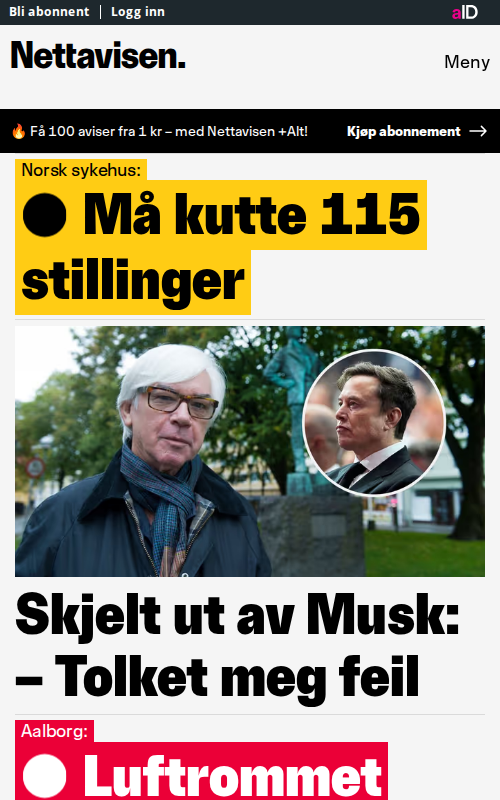 Bli abonnent | Logg inn
aID
Nettavisen.
Meny
🔥 Få 100 aviser fra 1 kr – med Nettavisen +Alt!
Kjøp abonnement →
Norsk sykehus:
● Må kutte 115
stillinger
Skjelt ut av Musk:
– Tolket meg feil
Aalborg:
● Luftrommet